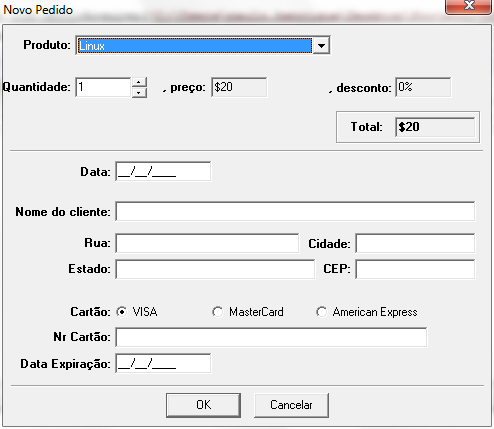 Novo Pedido
Produto: Linux
Quantidade: 1 , preço: $20 , desconto: 0%
Total: $20
Data: __/__/____
Nome do cliente:
Rua: Cidade:
Estado: CEP:
Cartão: VISA MasterCard American Express
Nr Cartão:
Data Expiração: __/__/____
OK Cancelar